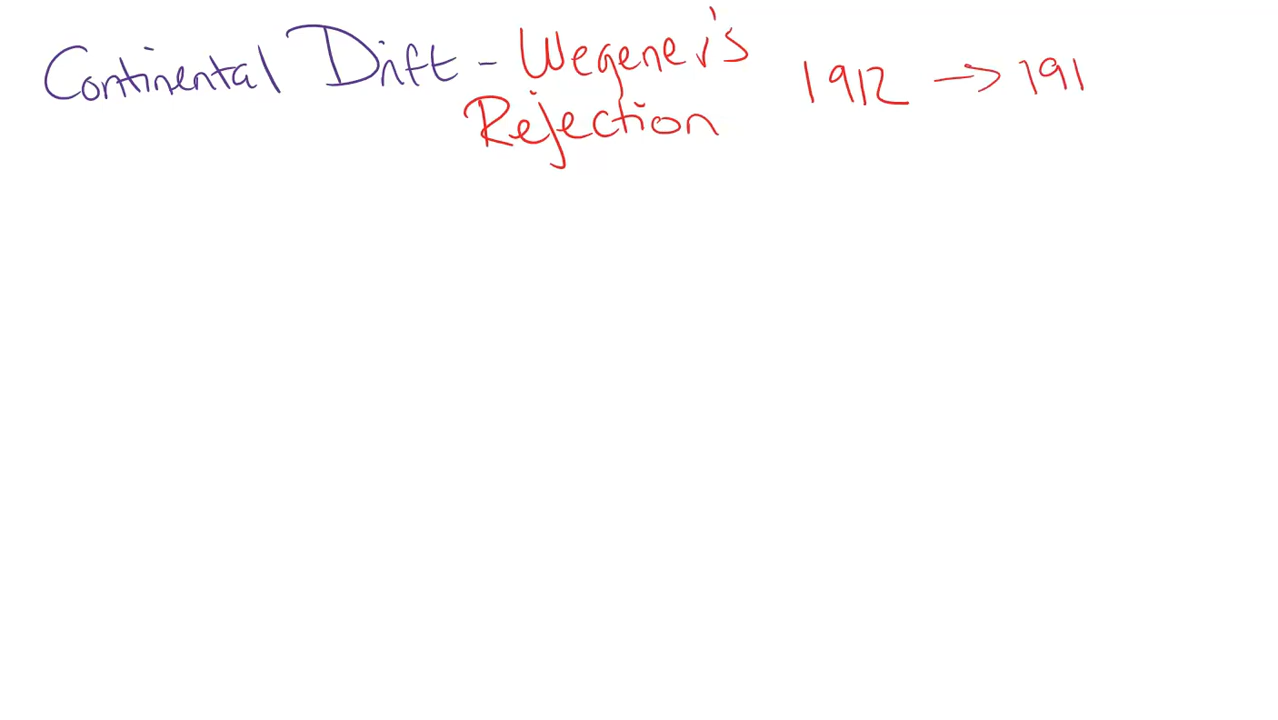 Continental Drift - Wegener's 1912 → 191
Rejection